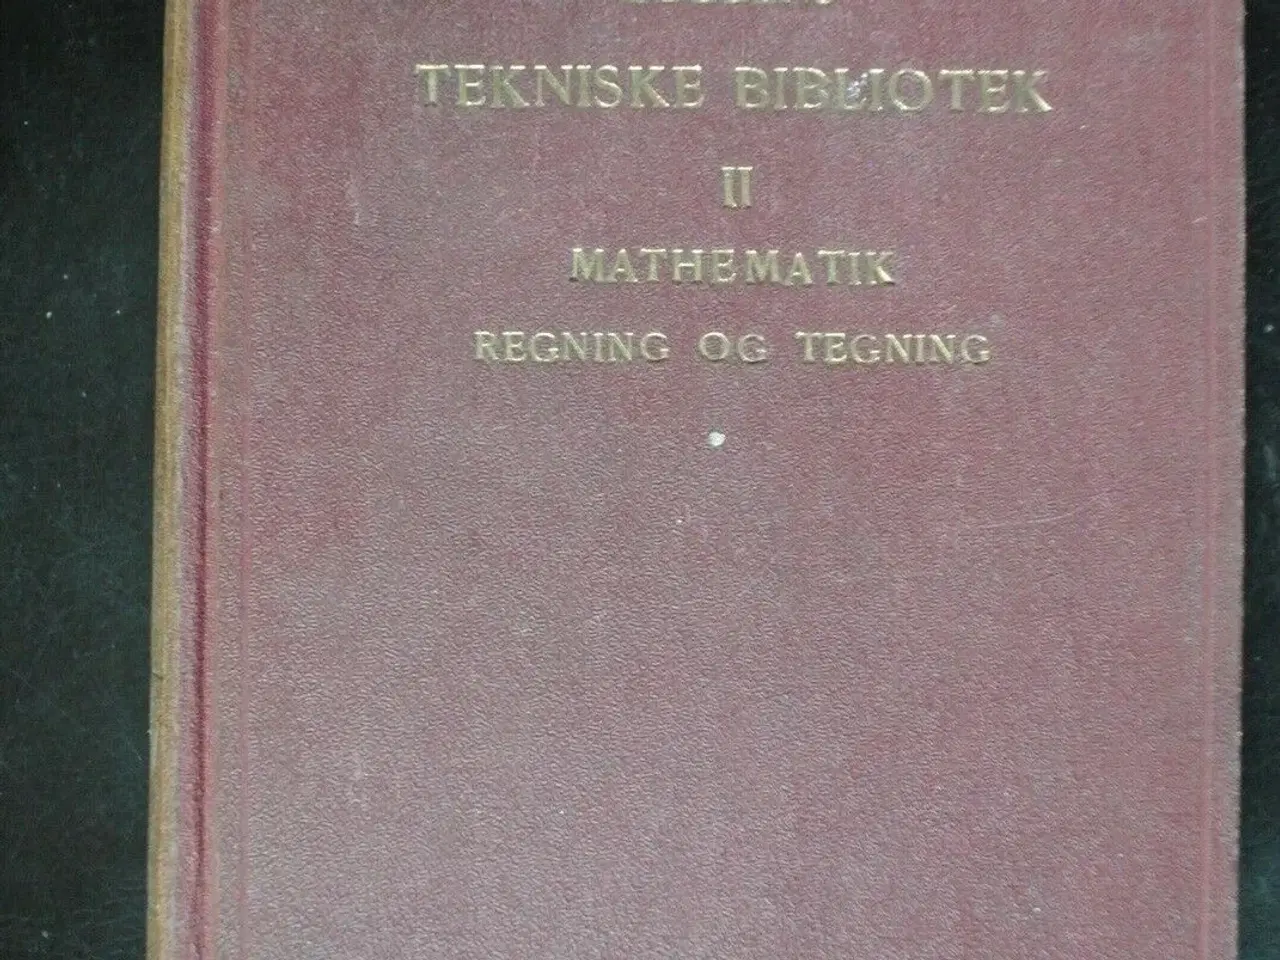 TEKNISKE BIBLIOTEK
II
MATHEMATIK
REGNING OG TEGNING